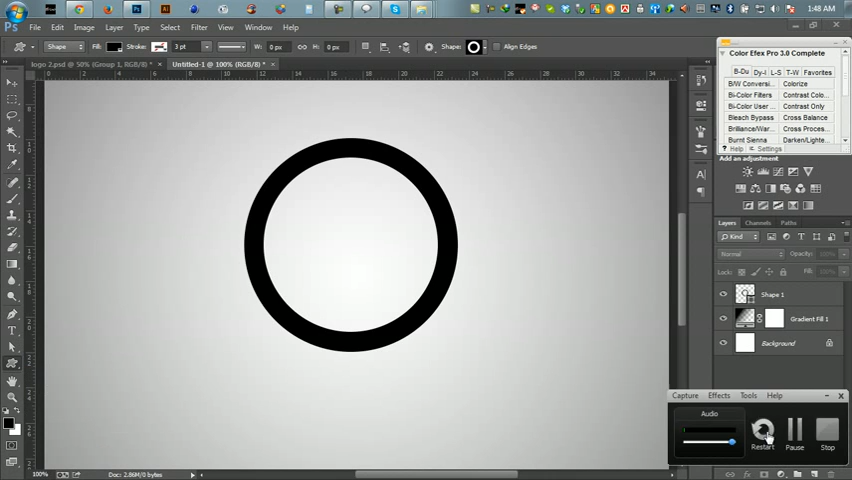 1:48 AM
Ps File Edit Image Layer Type Select Filter View Window Help
Shape Fill: Stroke: 3 pt W: 0 px H: 0 px Shape: Align Edges
logo 2.psd @ 50% (Group 1, RGB/8) * × Untitled-1 @ 100% (RGB/8) * ×
Color Efex Pro 3.0 Complete
B-Du Dy-I L-S T-W Favorites
B/W Conversi... Colorize
Bi-Color Filters Contrast Colo...
Bi-Color User ... Contrast Only
Bleach Bypass Cross Balance
Brilliance/War... Cross Proces...
Burnt Sienna Darken/Lighte...
Help Settings
Add an adjustment
Layers Channels Paths
Kind
Normal Opacity:
Lock: Fill:
Shape 1
Gradient Fill 1
Background
Capture Effects Tools Help
Audio
Restart Pause Stop
100% Doc: 2.86M/0 bytes